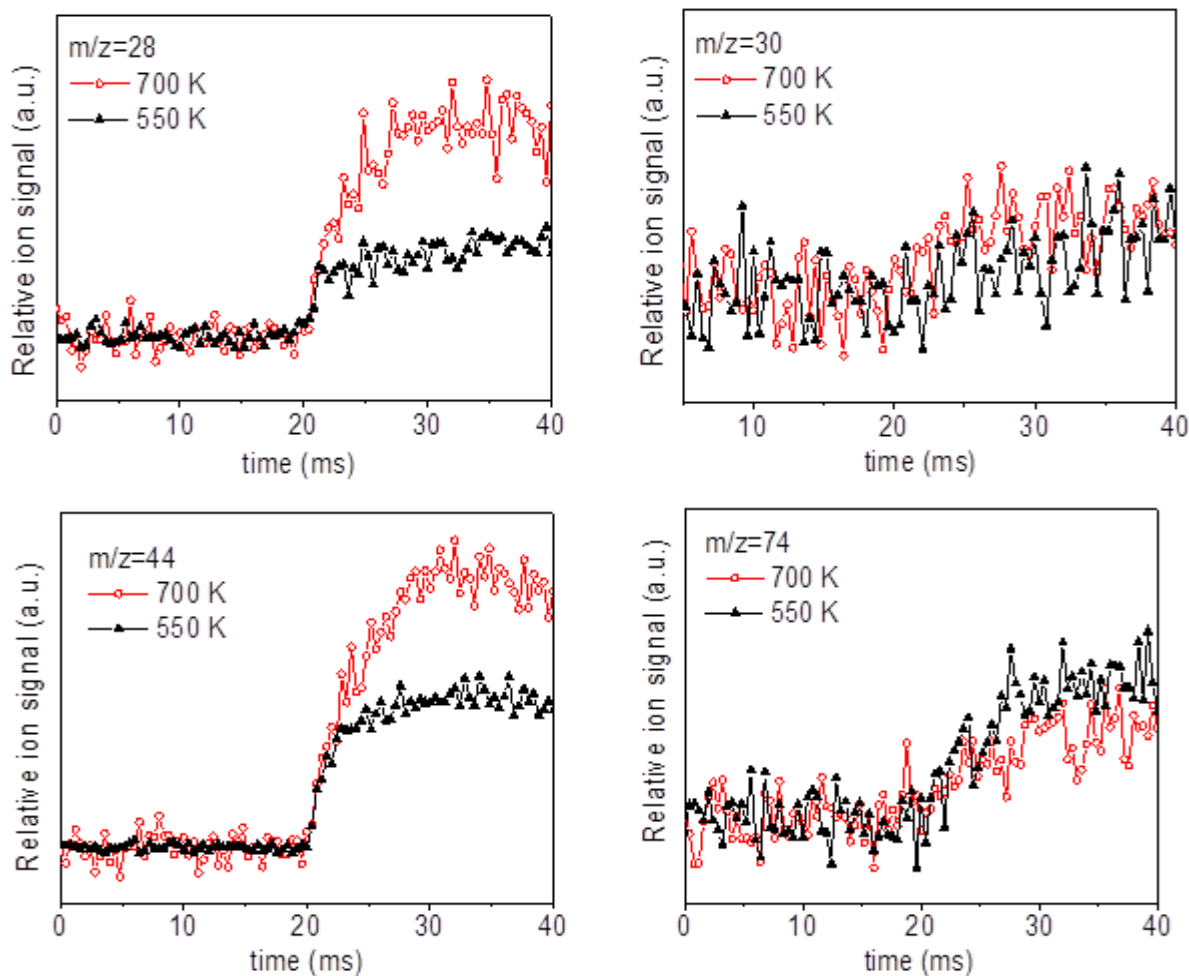 Relative ion signal (a.u.)
m/z=28
700 K
550 K
0 10 20 30 40
time (ms)
Relative ion signal (a.u.)
m/z=30
700 K
550 K
10 20 30 40
time (ms)
Relative ion signal (a.u.)
m/z=44
700 K
550 K
0 10 20 30 40
time (ms)
Relative ion signal (a.u.)
m/z=74
700 K
550 K
0 10 20 30 40
time (ms)